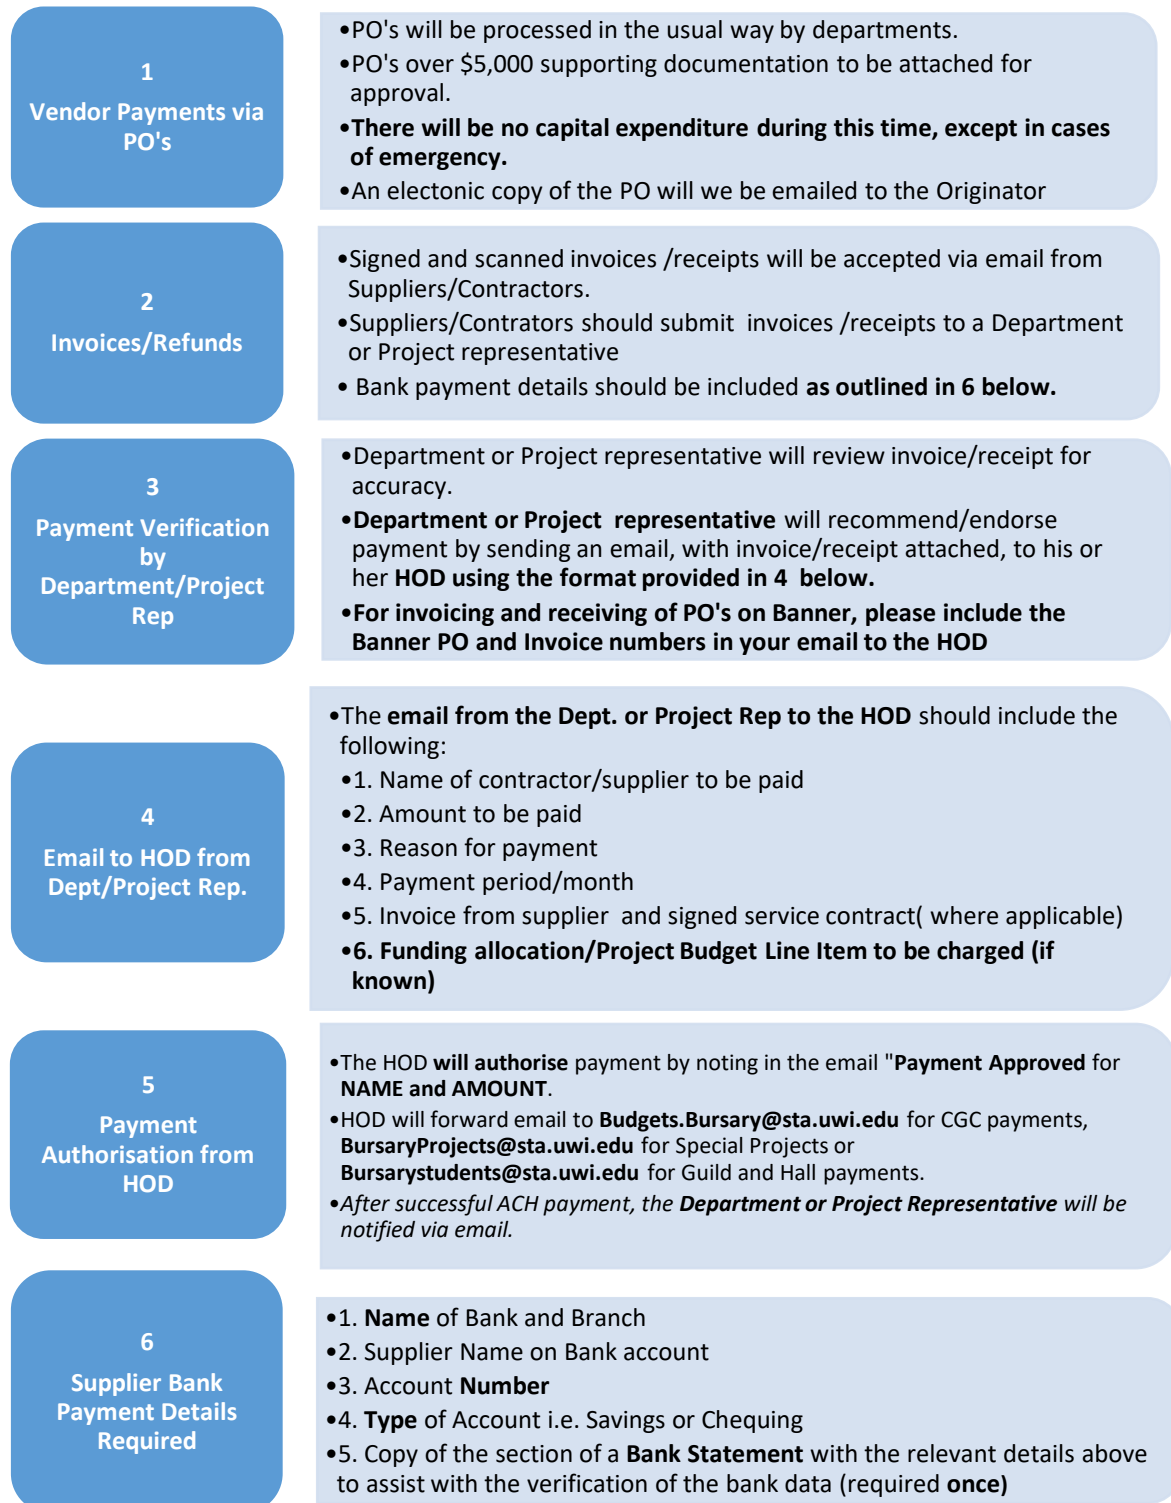 1
Vendor Payments via
PO's
•PO's will be processed in the usual way by departments.
•PO's over $5,000 supporting documentation to be attached for
approval.
•There will be no capital expenditure during this time, except in cases
of emergency.
•An electonic copy of the PO will we be emailed to the Originator
2
Invoices/Refunds
•Signed and scanned invoices /receipts will be accepted via email from
Suppliers/Contractors.
•Suppliers/Contrators should submit invoices /receipts to a Department
or Project representative
• Bank payment details should be included as outlined in 6 below.
3
Payment Verification
by
Department/Project
Rep
•Department or Project representative will review invoice/receipt for
accuracy.
•Department or Project representative will recommend/endorse
payment by sending an email, with invoice/receipt attached, to his or
her HOD using the format provided in 4 below.
•For invoicing and receiving of PO's on Banner, please include the
Banner PO and Invoice numbers in your email to the HOD
4
Email to HOD from
Dept/Project Rep.
•The email from the Dept. or Project Rep to the HOD should include the
following:
•1. Name of contractor/supplier to be paid
•2. Amount to be paid
•3. Reason for payment
•4. Payment period/month
•5. Invoice from supplier and signed service contract( where applicable)
•6. Funding allocation/Project Budget Line Item to be charged (if
known)
5
Payment
Authorisation from
HOD
•The HOD will authorise payment by noting in the email "Payment Approved for
NAME and AMOUNT.
•HOD will forward email to Budgets.Bursary@sta.uwi.edu for CGC payments,
BursaryProjects@sta.uwi.edu for Special Projects or
Bursarystudents@sta.uwi.edu for Guild and Hall payments.
•After successful ACH payment, the Department or Project Representative will be
notified via email.
6
Supplier Bank
Payment Details
Required
•1. Name of Bank and Branch
•2. Supplier Name on Bank account
•3. Account Number
•4. Type of Account i.e. Savings or Chequing
•5. Copy of the section of a Bank Statement with the relevant details above
to assist with the verification of the bank data (required once)